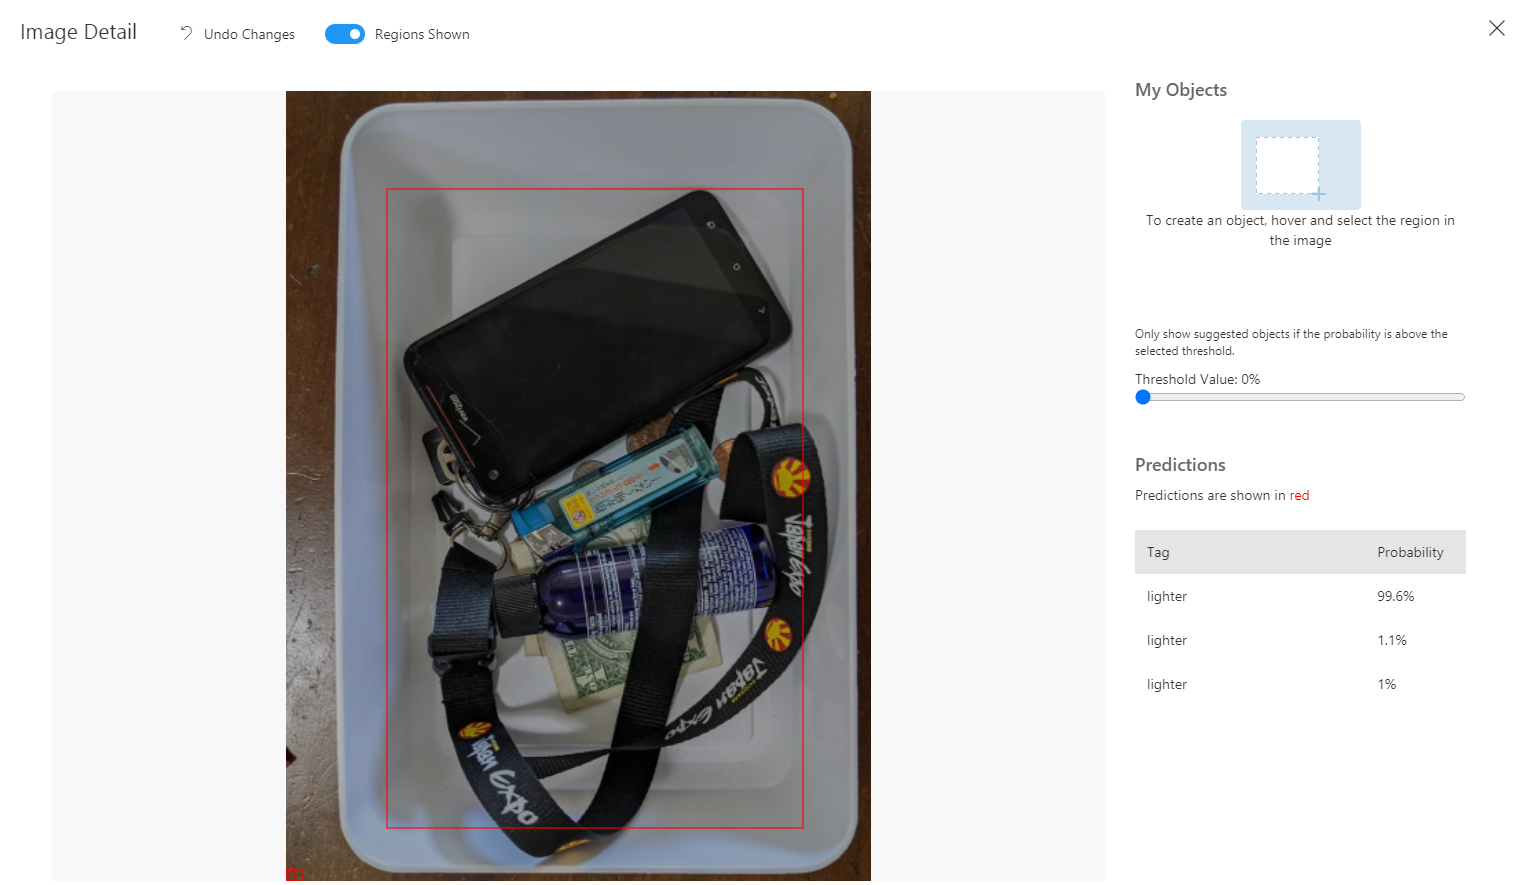 Image Detail
Undo Changes
Regions Shown
My Objects
To create an object, hover and select the region in
the image
Only show suggested objects if the probability is above the
selected threshold.
Threshold Value: 0%
Predictions
Predictions are shown in red
Tag Probability
lighter 99.6%
lighter 1.1%
lighter 1%
verizon
Japan Expo
Japan Expo
Japan Expo